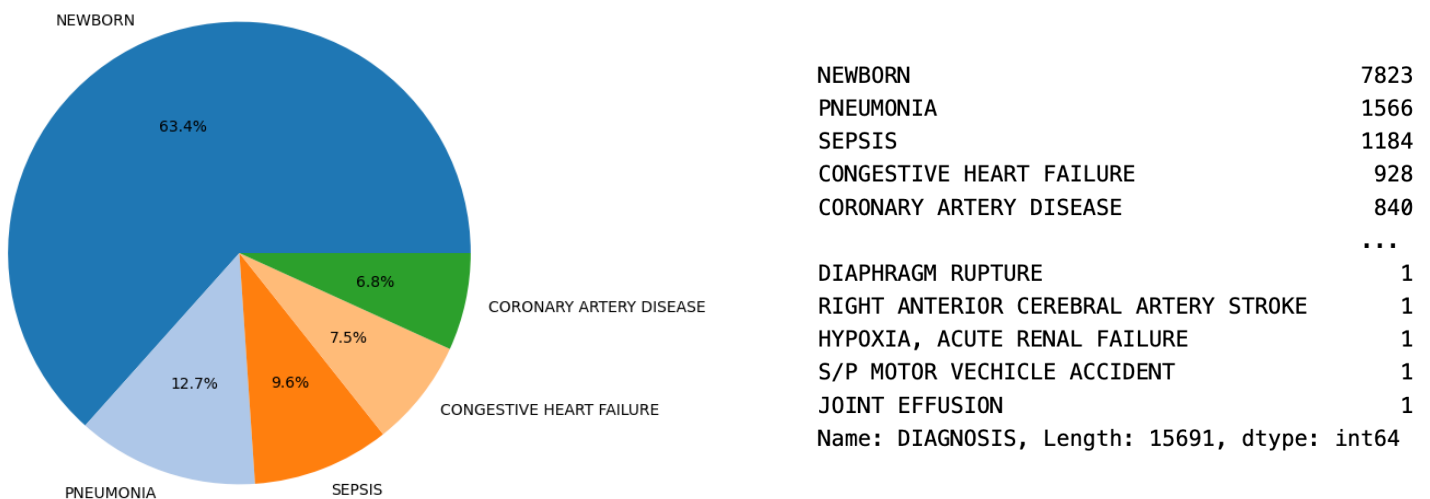 NEWBORN
63.4%
6.8%
CORONARY ARTERY DISEASE
7.5%
12.7%
9.6%
CONGESTIVE HEART FAILURE
SEPSIS
PNEUMONIA
NEWBORN 7823
PNEUMONIA 1566
SEPSIS 1184
CONGESTIVE HEART FAILURE 928
CORONARY ARTERY DISEASE 840
...
DIAPHRAGM RUPTURE 1
RIGHT ANTERIOR CEREBRAL ARTERY STROKE 1
HYPOXIA, ACUTE RENAL FAILURE 1
S/P MOTOR VECHICLE ACCIDENT 1
JOINT EFFUSION 1
Name: DIAGNOSIS, Length: 15691, dtype: int64